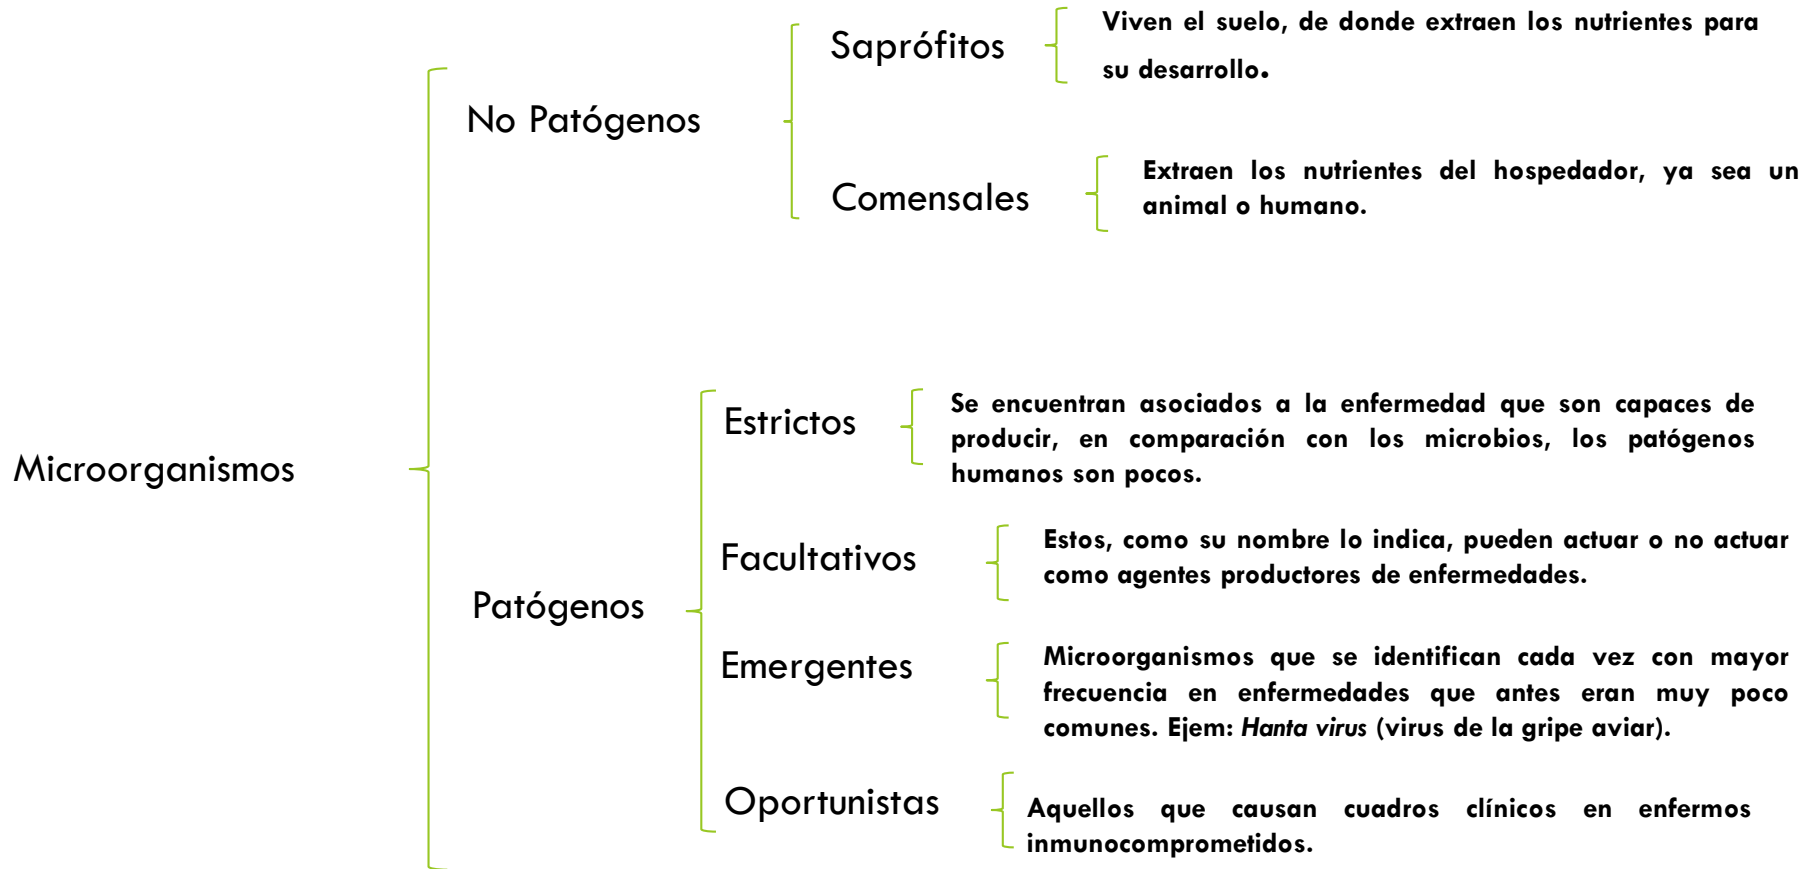 Microorganismos
No Patógenos
Saprófitos
Viven el suelo, de donde extraen los nutrientes para
su desarrollo.
Comensales
Extraen los nutrientes del hospedador, ya sea un
animal o humano.
Patógenos
Estrictos
Se encuentran asociados a la enfermedad que son capaces de
producir, en comparación con los microbios, los patógenos
humanos son pocos.
Facultativos
Estos, como su nombre lo indica, pueden actuar o no actuar
como agentes productores de enfermedades.
Emergentes
Microorganismos que se identifican cada vez con mayor
frecuencia en enfermedades que antes eran muy poco
comunes. Ejem: Hanta virus (virus de la gripe aviar).
Oportunistas
Aquellos que causan cuadros clínicos en enfermos
inmunocomprometidos.